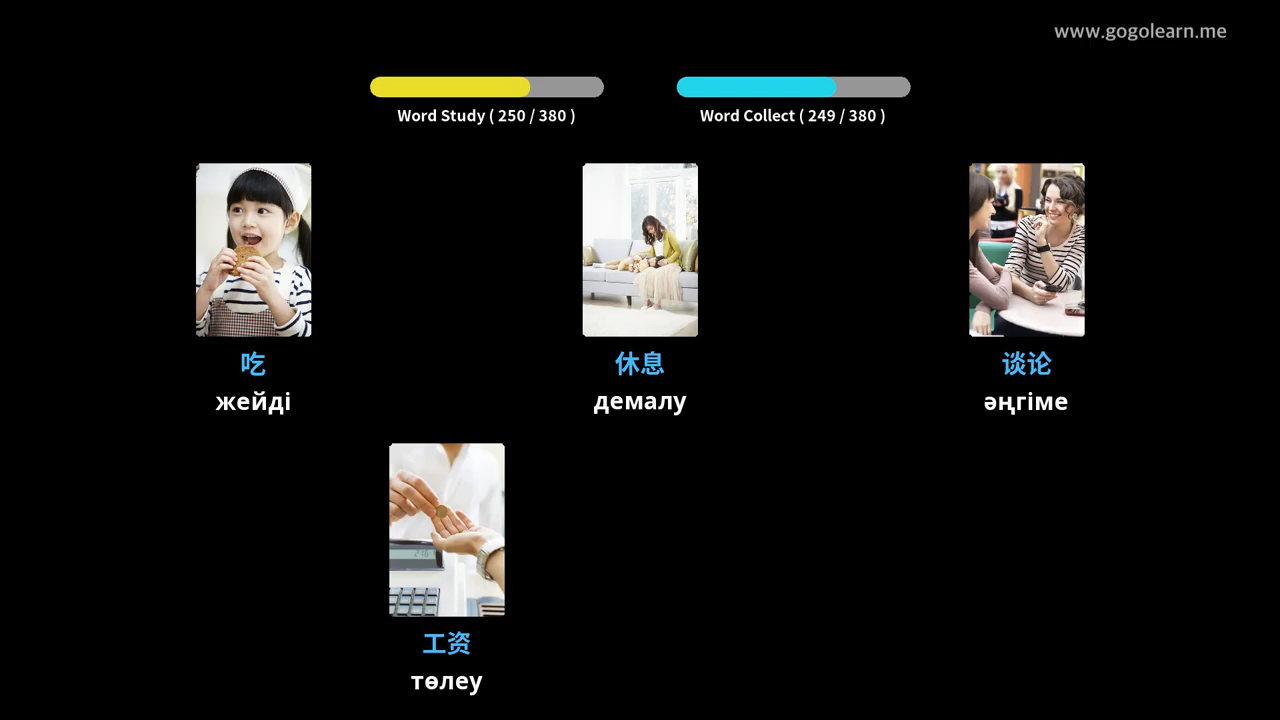 www.gogolearn.me
Word Study ( 250 / 380 )
Word Collect ( 249 / 380 )
吃
жейді
休息
демалу
谈论
әңгіме
工资
төлеу